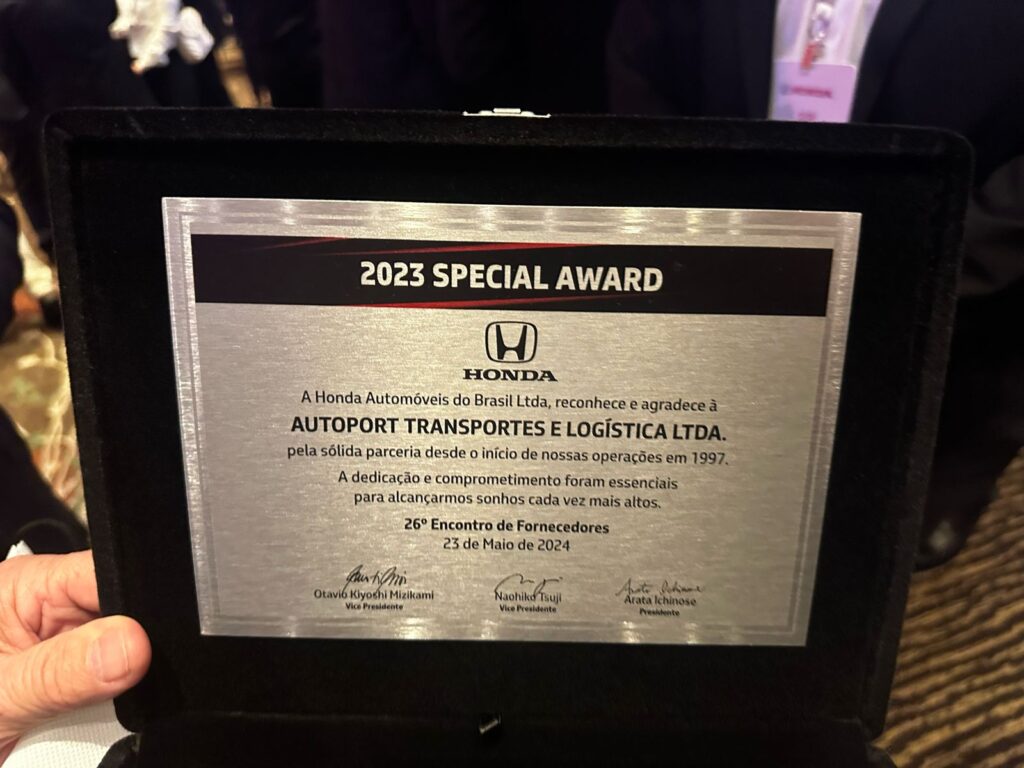 2023 SPECIAL AWARD
HONDA
A Honda Automóveis do Brasil Ltda, reconhece e agradece à
AUTOPORT TRANSPORTES E LOGÍSTICA LTDA.
pela sólida parceria desde o início de nossas operações em 1997.
A dedicação e comprometimento foram essenciais
para alcançarmos sonhos cada vez mais altos.
26º Encontro de Fornecedores
23 de Maio de 2024
Otavio Kiyoshi Mizikami
Vice Presidente
Naohiko Tsuji
Vice Presidente
Arata Ichinose
Presidente